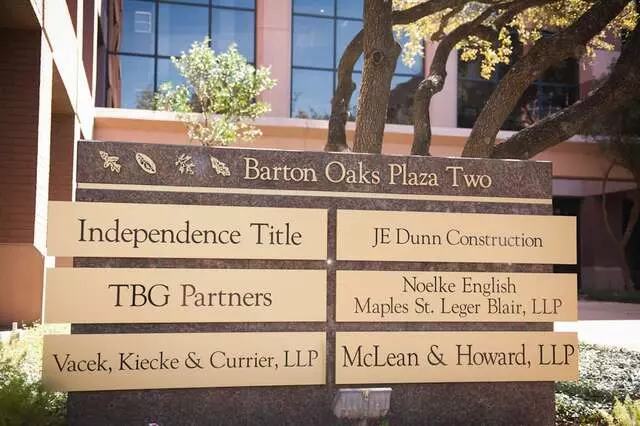 Barton Oaks Plaza Two
Independence Title
JE Dunn Construction
TBG Partners
Noelke English
Maples St. Leger Blair, LLP
Vacek, Kiecke & Currier, LLP
McLean & Howard, LLP